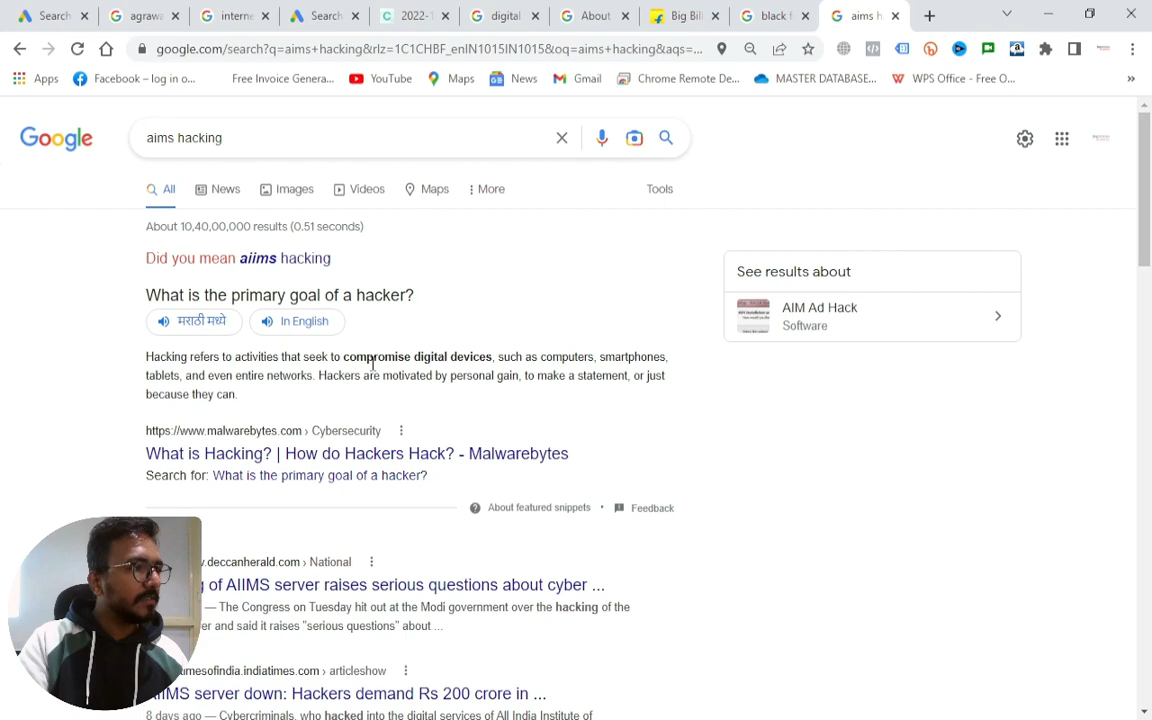 Search
agrawa
interne
Search
2022-1
digital
About
Big Bill
black f
aims h
google.com/search?q=aims+hacking&rlz=1C1CHBF_enIN1015IN1015&oq=aims+hacking&aqs=...
Apps
Facebook – log in o...
Free Invoice Genera...
YouTube
Maps
News
Gmail
Chrome Remote De...
MASTER DATABASE...
WPS Office - Free O...
Google
aims hacking
All
News
Images
Videos
Maps
More
Tools
About 10,40,00,000 results (0.51 seconds)
Did you mean aiims hacking
See results about
AIM Ad Hack
Software
What is the primary goal of a hacker?
मराठी मध्ये
In English
Hacking refers to activities that seek to compromise digital devices, such as computers, smartphones,
tablets, and even entire networks. Hackers are motivated by personal gain, to make a statement, or just
because they can.
https://www.malwarebytes.com › Cybersecurity
What is Hacking? | How do Hackers Hack? - Malwarebytes
Search for: What is the primary goal of a hacker?
About featured snippets
Feedback
.deccanherald.com › National
g of AIIMS server raises serious questions about cyber ...
— The Congress on Tuesday hit out at the Modi government over the hacking of the
er and said it raises "serious questions" about ...
mesofindia.indiatimes.com › articleshow
AIIMS server down: Hackers demand Rs 200 crore in ...
8 days ago — Cybercriminals, who hacked into the digital services of All India Institute of